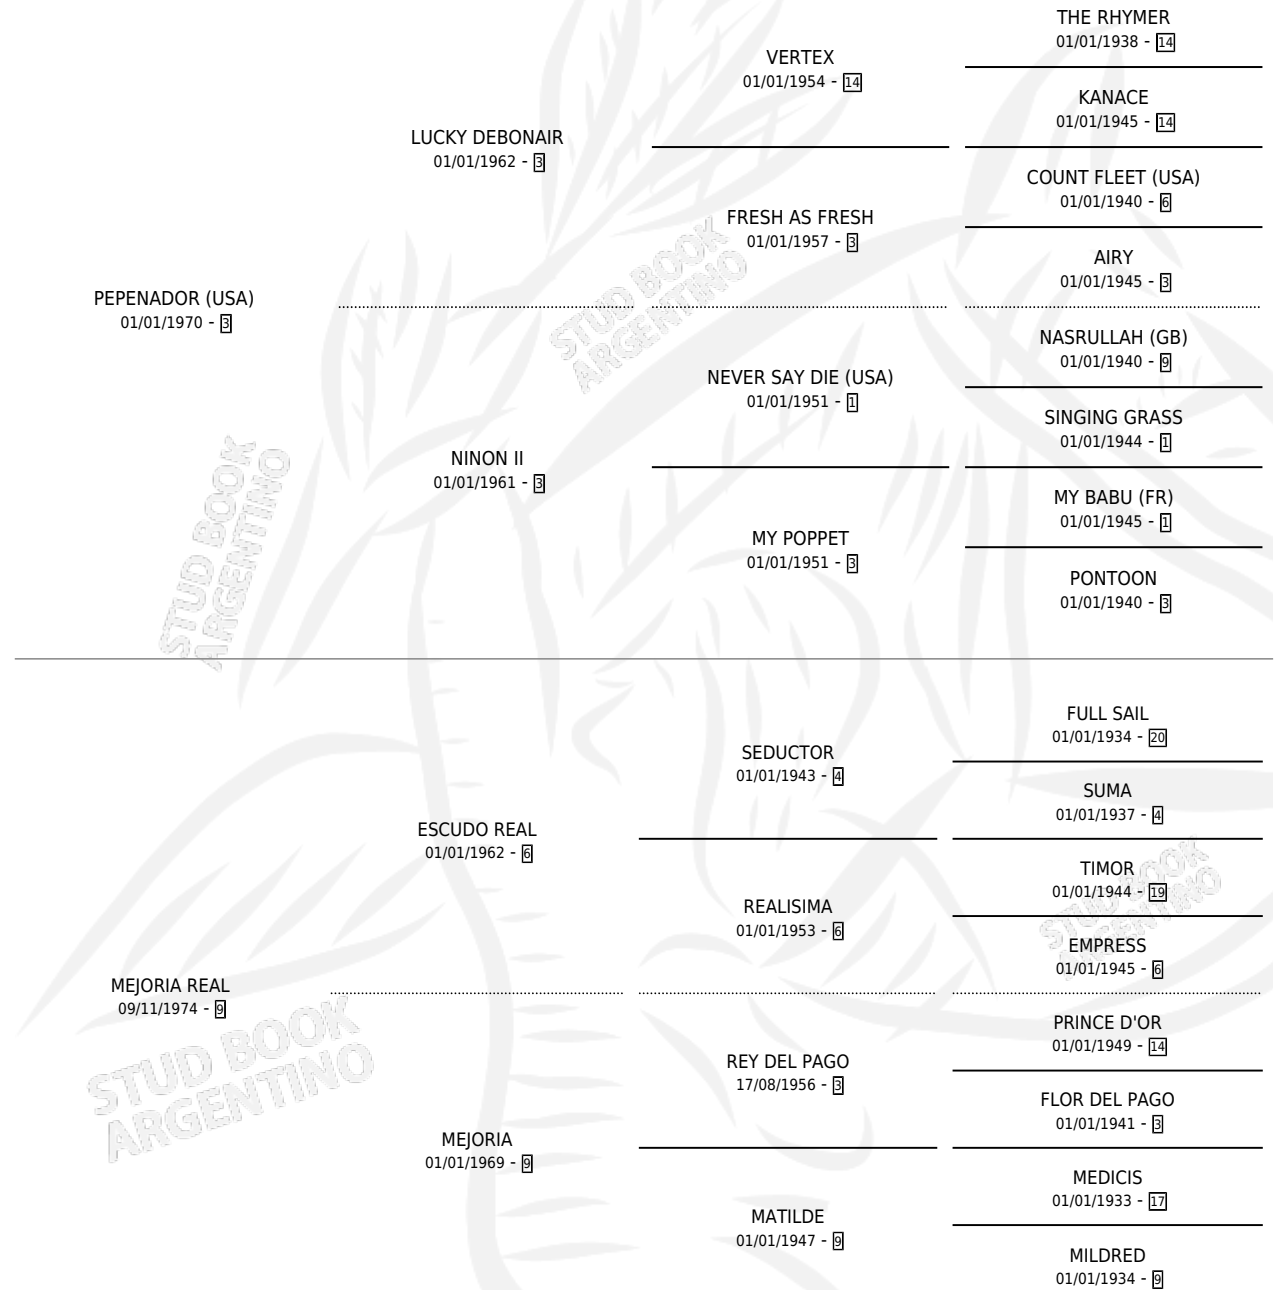 THE RHYMER
01/01/1938 - 14
VERTEX
01/01/1954 - 14
KANACE
01/01/1945 - 14
LUCKY DEBONAIR
01/01/1962 - 3
COUNT FLEET (USA)
01/01/1940 - 6
FRESH AS FRESH
01/01/1957 - 3
AIRY
01/01/1945 - 3
PEPENADOR (USA)
01/01/1970 - 3
NASRULLAH (GB)
01/01/1940 - 9
NEVER SAY DIE (USA)
01/01/1951 - 1
SINGING GRASS
01/01/1944 - 1
NINON II
01/01/1961 - 3
MY BABU (FR)
01/01/1945 - 1
MY POPPET
01/01/1951 - 3
PONTOON
01/01/1940 - 3
FULL SAIL
01/01/1934 - 20
SEDUCTOR
01/01/1943 - 4
SUMA
01/01/1937 - 4
ESCUDO REAL
01/01/1962 - 6
TIMOR
01/01/1944 - 19
REALISIMA
01/01/1953 - 6
EMPRESS
01/01/1945 - 6
MEJORIA REAL
09/11/1974 - 9
PRINCE D'OR
01/01/1949 - 14
REY DEL PAGO
17/08/1956 - 3
FLOR DEL PAGO
01/01/1941 - 3
MEJORIA
01/01/1969 - 9
MEDICIS
01/01/1933 - 17
MATILDE
01/01/1947 - 9
MILDRED
01/01/1934 - 9
STUD BOOK
ARGENTINO
STUD BOOK
ARGENTINO
STUD BOOK
ARGENTINO
STUD BOOK
ARGENTINO